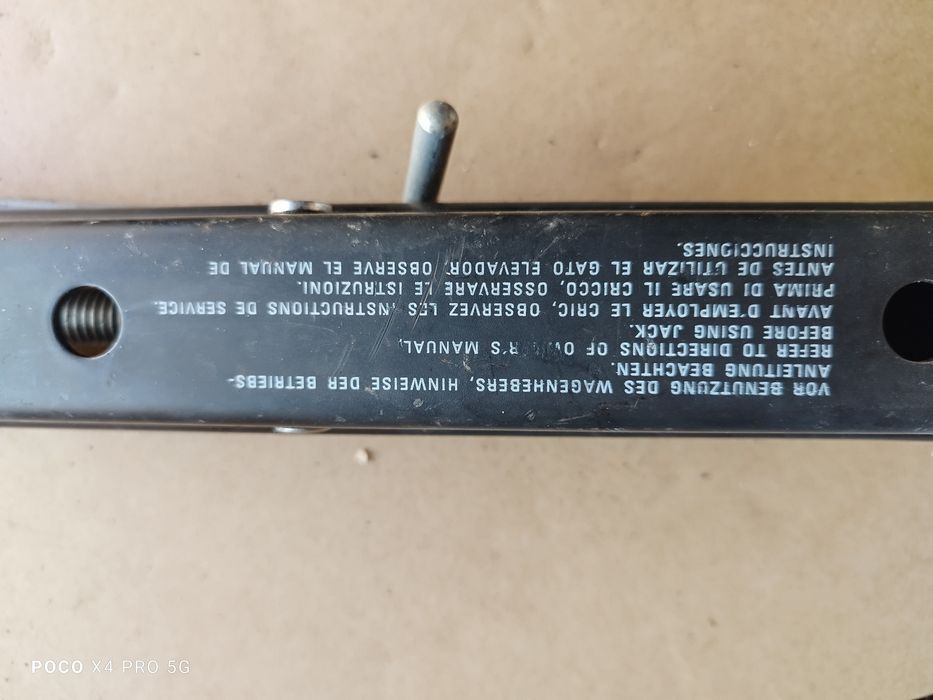 VOR BENUTZUNG DES WAGENHEBERS, HINWEISE DER BETRIEBS-
ANLEITUNG BEACHTEN.
REFER TO DIRECTIONS OF OWNER'S MANUAL,
BEFORE USING JACK.
AVANT D'EMPLOYER LE CRIC, OBSERVEZ LES INSTRUCTIONS DE SERVICE.
PRIMA DI USARE IL CRICCO, OSSERVARE LE ISTRUZIONI.
ANTES DE UTILIZAR EL GATO ELEVADOR, OBSERVE EL MANUAL DE
INSTRUCCIONES.
POCO X4 PRO 5G